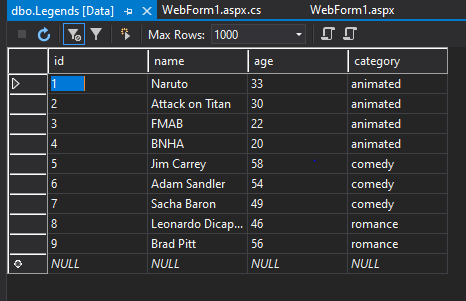 dbo.Legends [Data] WebForm1.aspx.cs WebForm1.aspx
Max Rows: 1000
id name age category
1 Naruto 33 animated
2 Attack on Titan 30 animated
3 FMAB 22 animated
4 BNHA 20 animated
5 Jim Carrey 58 comedy
6 Adam Sandler 54 comedy
7 Sacha Baron 49 comedy
8 Leonardo Dicap... 46 romance
9 Brad Pitt 56 romance
NULL NULL NULL NULL